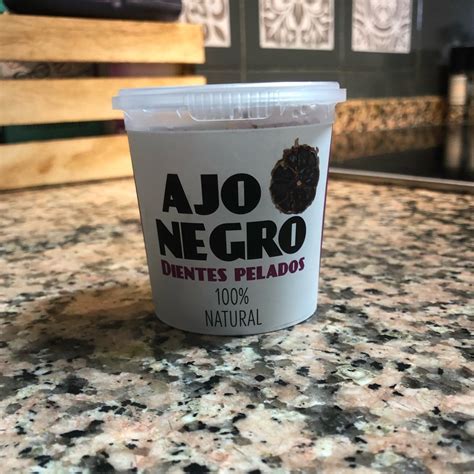 AJO
NEGRO
DIENTES PELADOS
100%
NATURAL